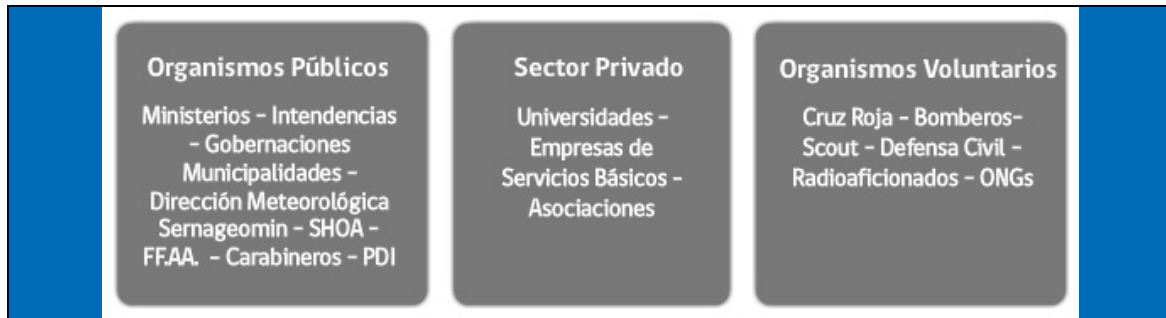 Organismos Públicos
Ministerios - Intendencias
- Gobernaciones
Municipalidades -
Dirección Meteorológica
Sernageomin - SHOA -
FF.AA. - Carabineros - PDI
Sector Privado
Universidades -
Empresas de
Servicios Básicos -
Asociaciones
Organismos Voluntarios
Cruz Roja - Bomberos-
Scout - Defensa Civil -
Radioaficionados - ONGs